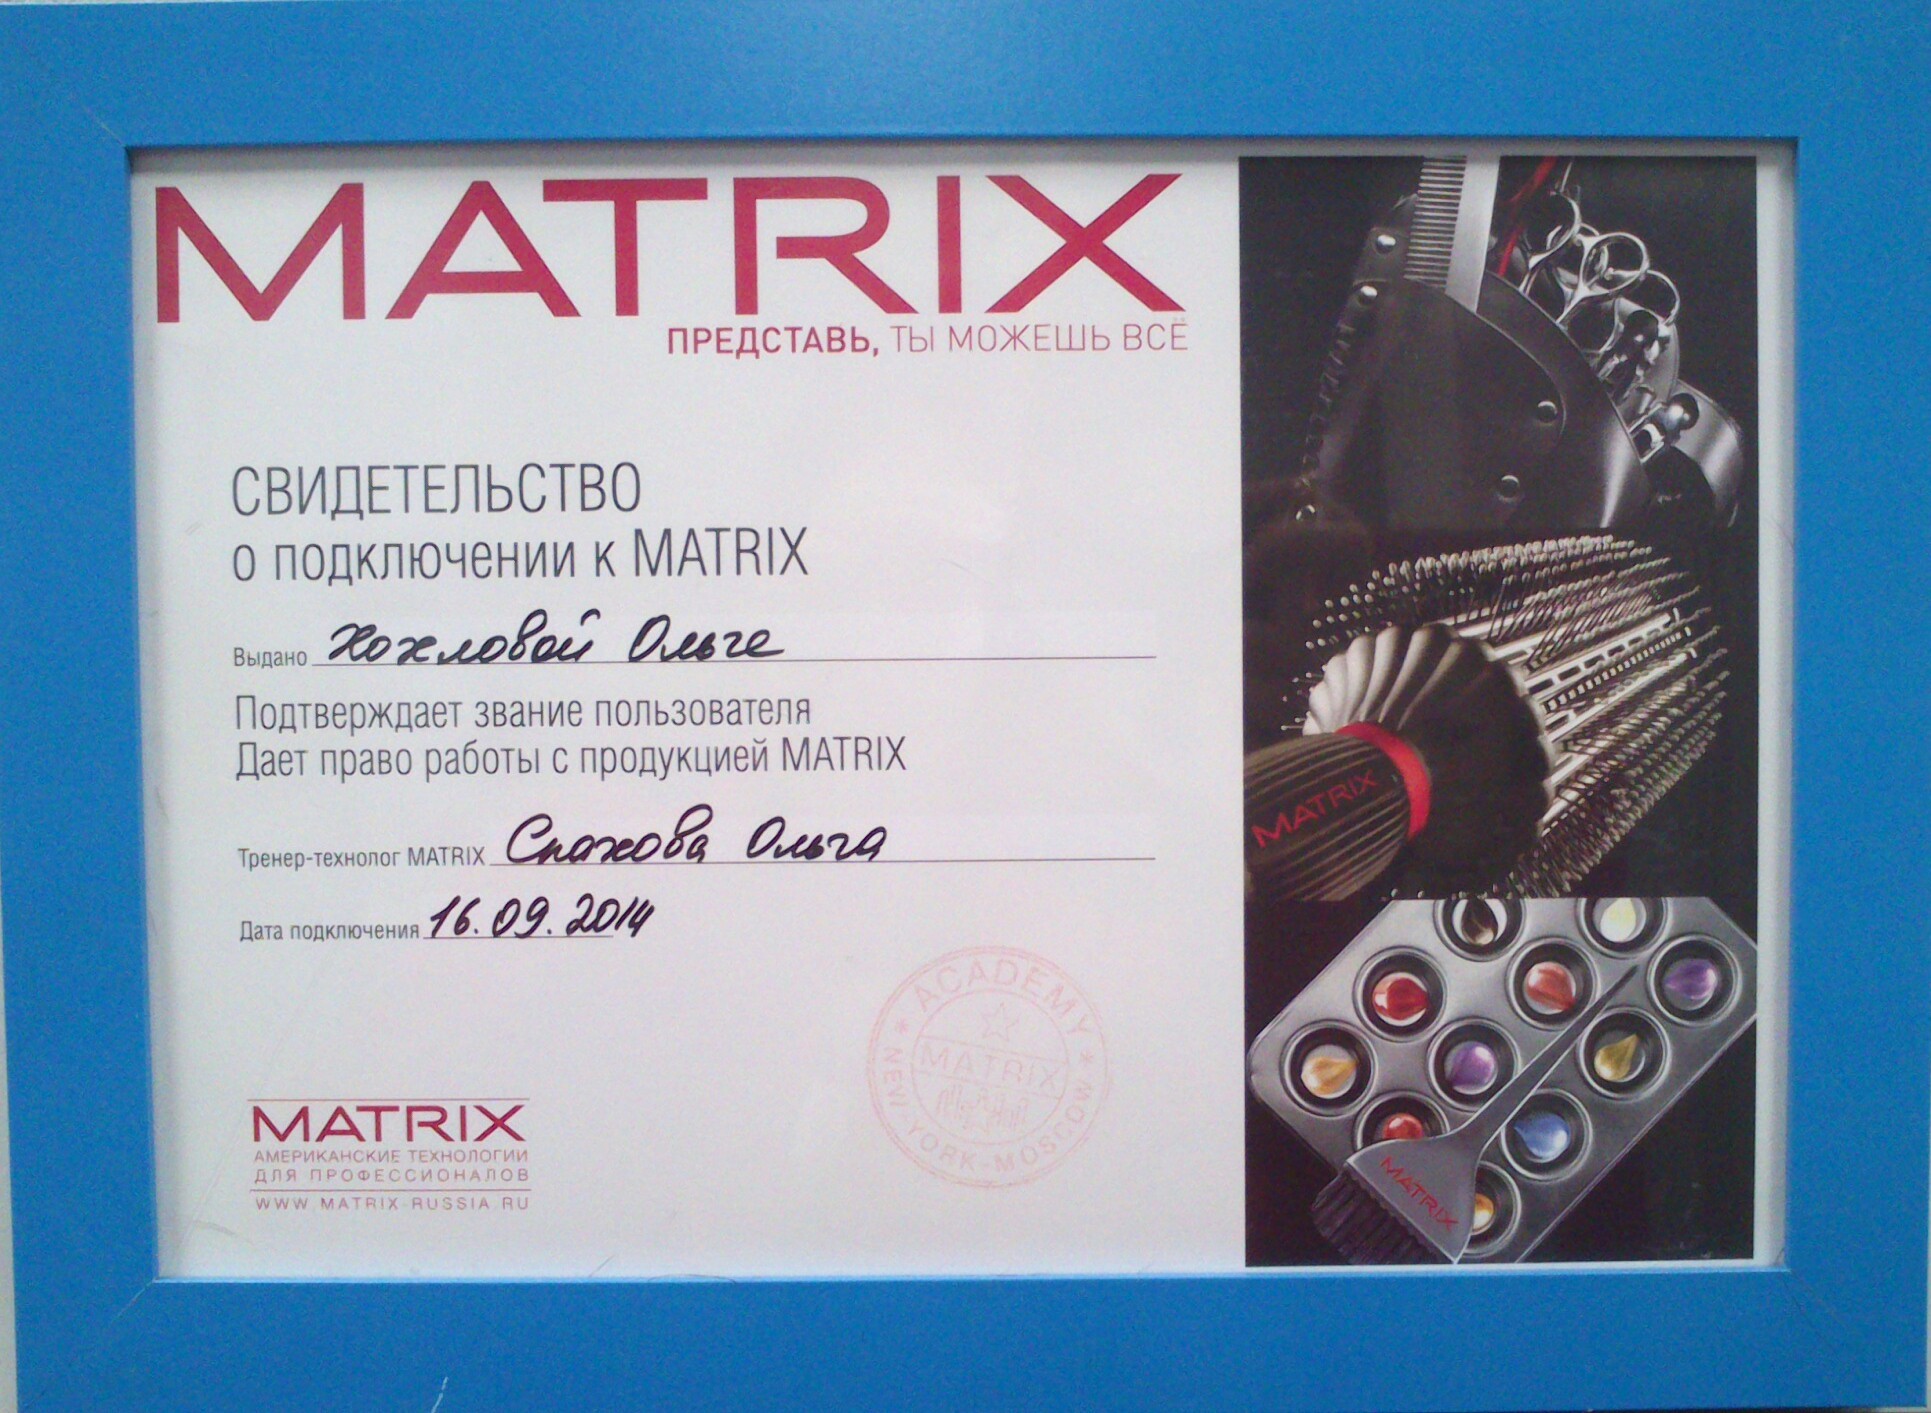 MATRIX
ПРЕДСТАВЬ, ТЫ МОЖЕШЬ ВСЁ
СВИДЕТЕЛЬСТВО
О ПОДКЛЮЧЕНИИ К MATRIX
Выдано Хохловой Ольге
Подтверждает звание пользователя
Дает право работы с продукцией MATRIX
Тренер-технолог MATRIX Спахова Ольга
Дата подключения 16.09.2014
ACADEMY
MATRIX
NEW YORK-MOSCOW
MATRIX
АМЕРИКАНСКИЕ ТЕХНОЛОГИИ
ДЛЯ ПРОФЕССИОНАЛОВ
WWW.MATRIX-RUSSIA.RU
MATRIX
MATRIX